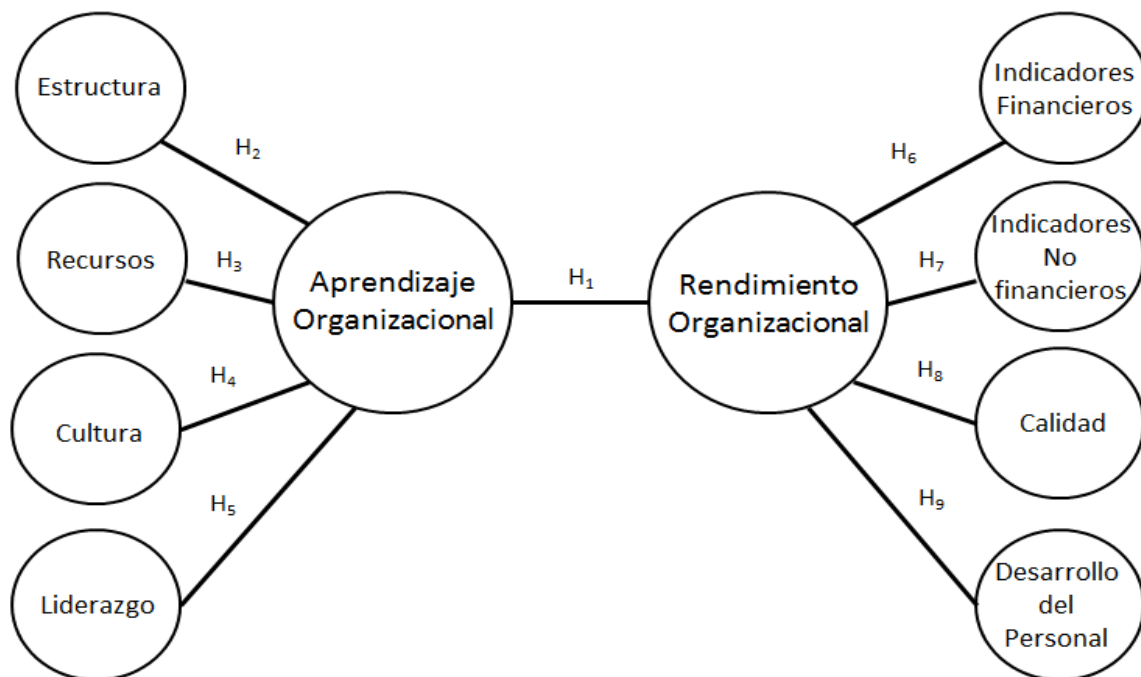 Estructura
H₂
Recursos
H₃
Cultura
H₄
Liderazgo
H₅
Aprendizaje
Organizacional
H₁
Rendimiento
Organizacional
H₆
Indicadores
Financieros
H₇
Indicadores
No
financieros
H₈
Calidad
H₉
Desarrollo
del
Personal